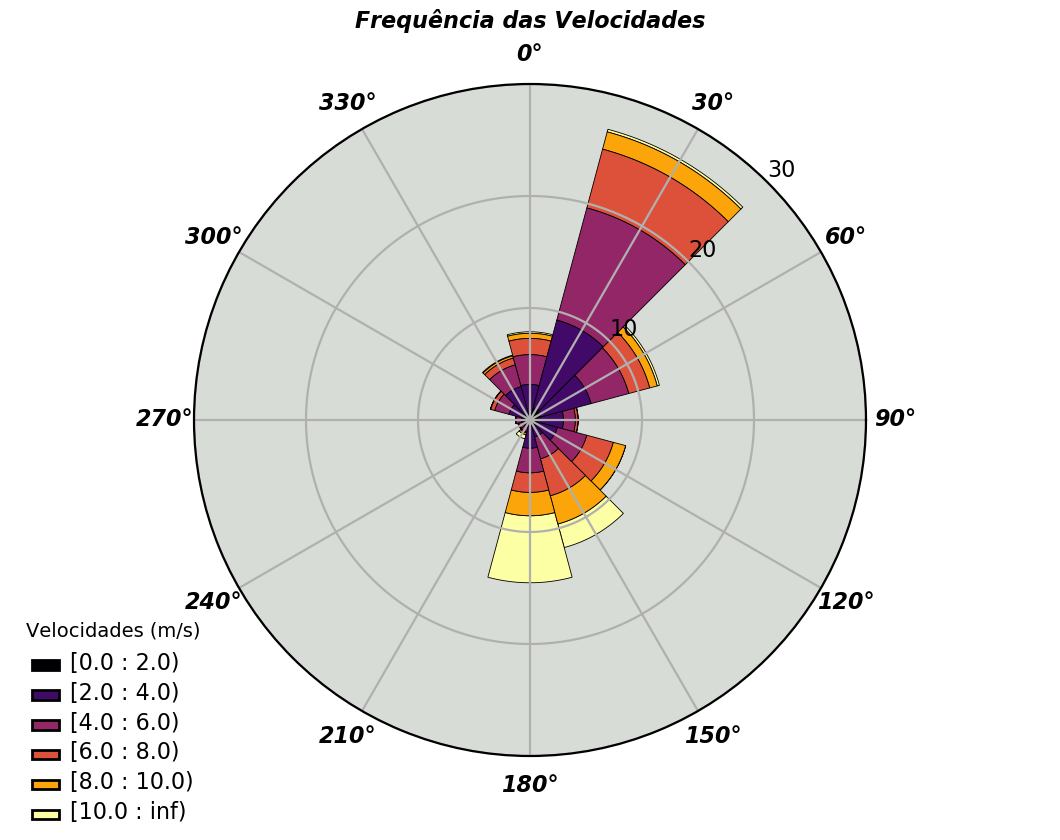 Frequência das Velocidades
0°
330°
30°
30
300°
60°
20
10
270°
90°
240°
120°
210°
150°
180°
Velocidades (m/s)
[0.0 : 2.0)
[2.0 : 4.0)
[4.0 : 6.0)
[6.0 : 8.0)
[8.0 : 10.0)
[10.0 : inf)